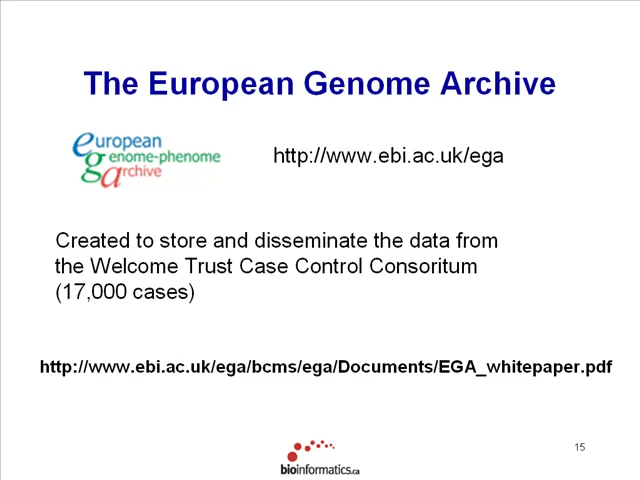 The European Genome Archive
european
genome-phenome
archive
http://www.ebi.ac.uk/ega
Created to store and disseminate the data from
the Welcome Trust Case Control Consoritum
(17,000 cases)
http://www.ebi.ac.uk/ega/bcms/ega/Documents/EGA_whitepaper.pdf
15
bioinformatics.ca